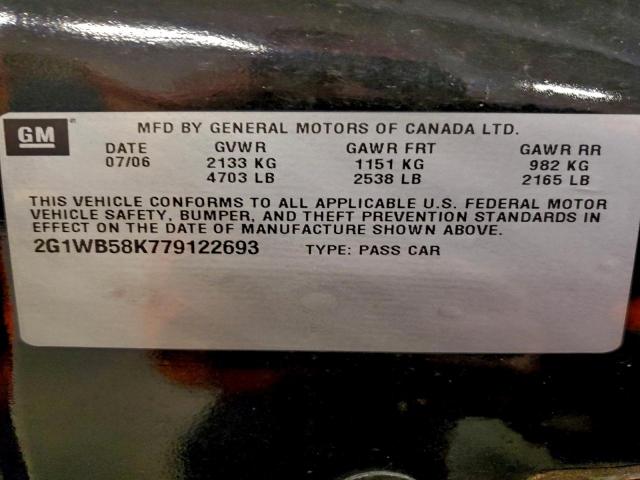 GM
MFD BY GENERAL MOTORS OF CANADA LTD.
DATE GVWR GAWR FRT GAWR RR
07/06 2133 KG 1151 KG 982 KG
4703 LB 2538 LB 2165 LB
THIS VEHICLE CONFORMS TO ALL APPLICABLE U.S. FEDERAL MOTOR
VEHICLE SAFETY, BUMPER, AND THEFT PREVENTION STANDARDS IN
EFFECT ON THE DATE OF MANUFACTURE SHOWN ABOVE.
2G1WB58K779122693 TYPE: PASS CAR